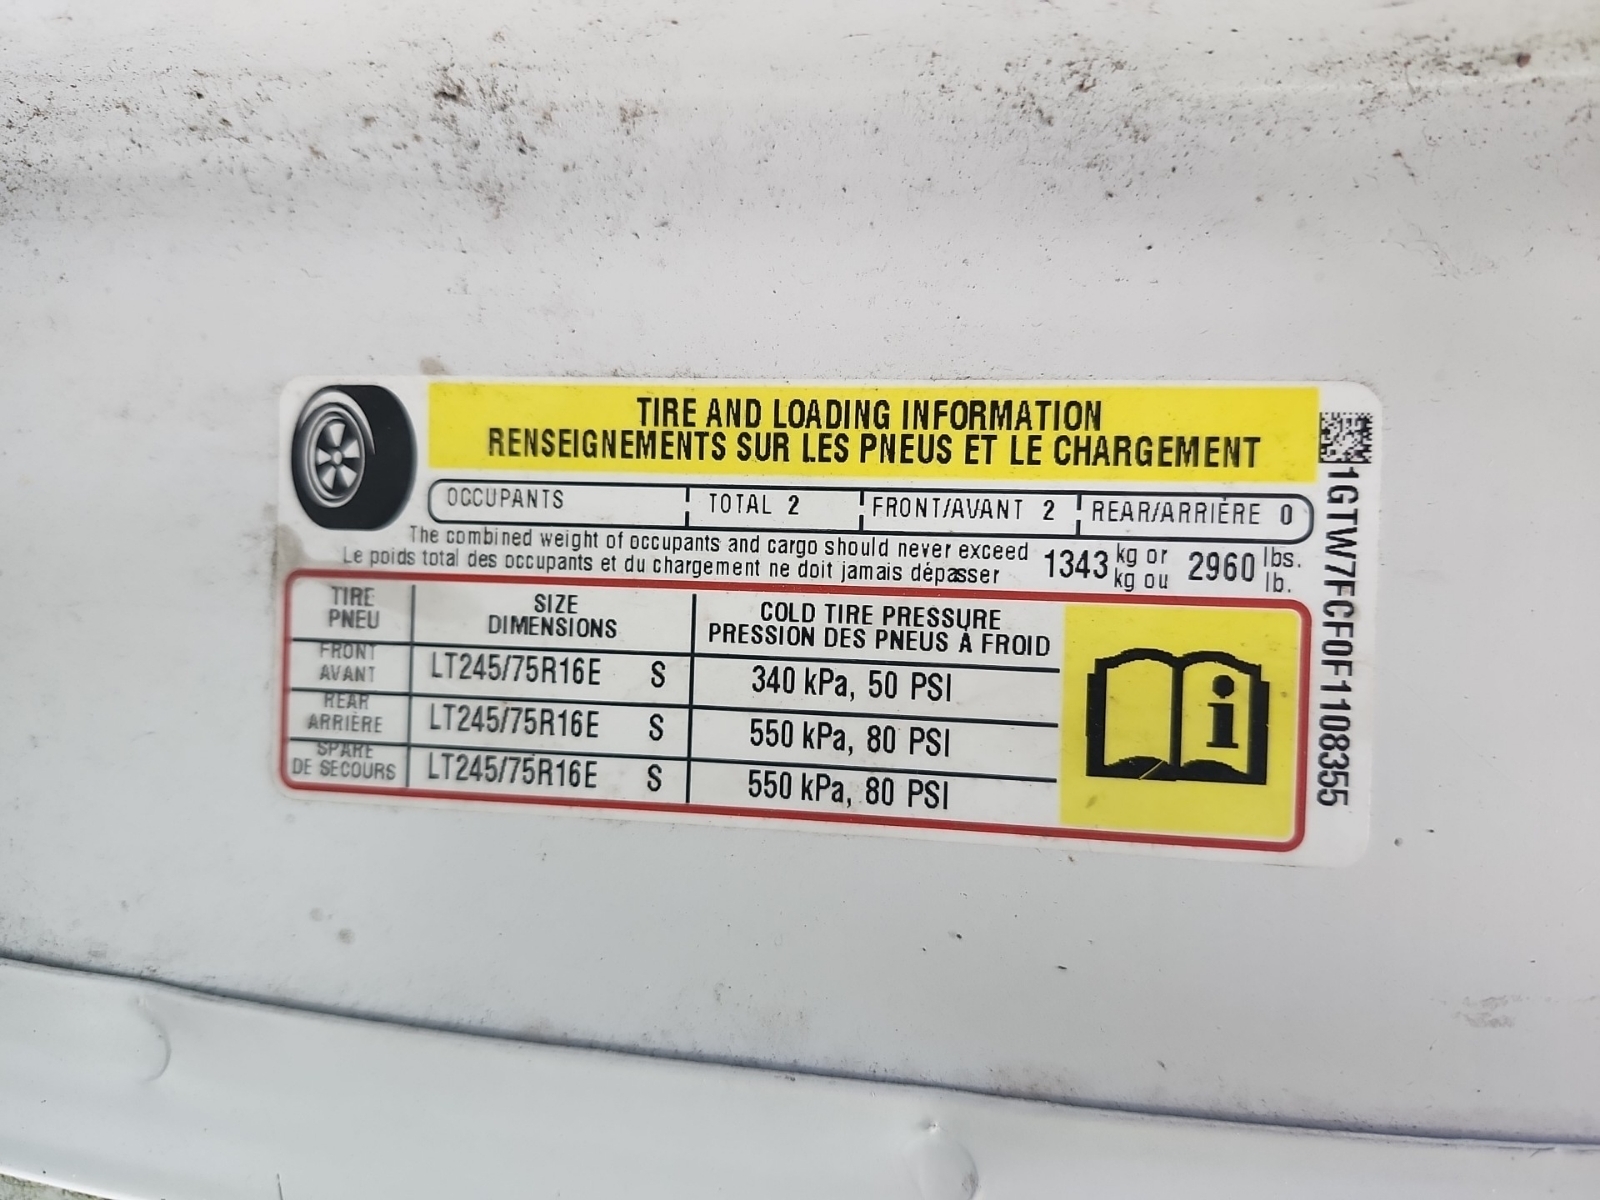 TIRE AND LOADING INFORMATION
RENSEIGNEMENTS SUR LES PNEUS ET LE CHARGEMENT
OCCUPANTS TOTAL 2 FRONT/AVANT 2 REAR/ARRIÈRE 0
The combined weight of occupants and cargo should never exceed 1343 kg or 2960 lbs.
Le poids total des occupants et du chargement ne doit jamais dépasser kg ou lb.
TIRE SIZE COLD TIRE PRESSURE
PNEU DIMENSIONS PRESSION DES PNEUS À FROID
FRONT
AVANT LT245/75R16E S 340 kPa, 50 PSI
REAR
ARRIÈRE LT245/75R16E S 550 kPa, 80 PSI
SPARE
DE SECOURS LT245/75R16E S 550 kPa, 80 PSI
i
1GTW7FCF0F1108355